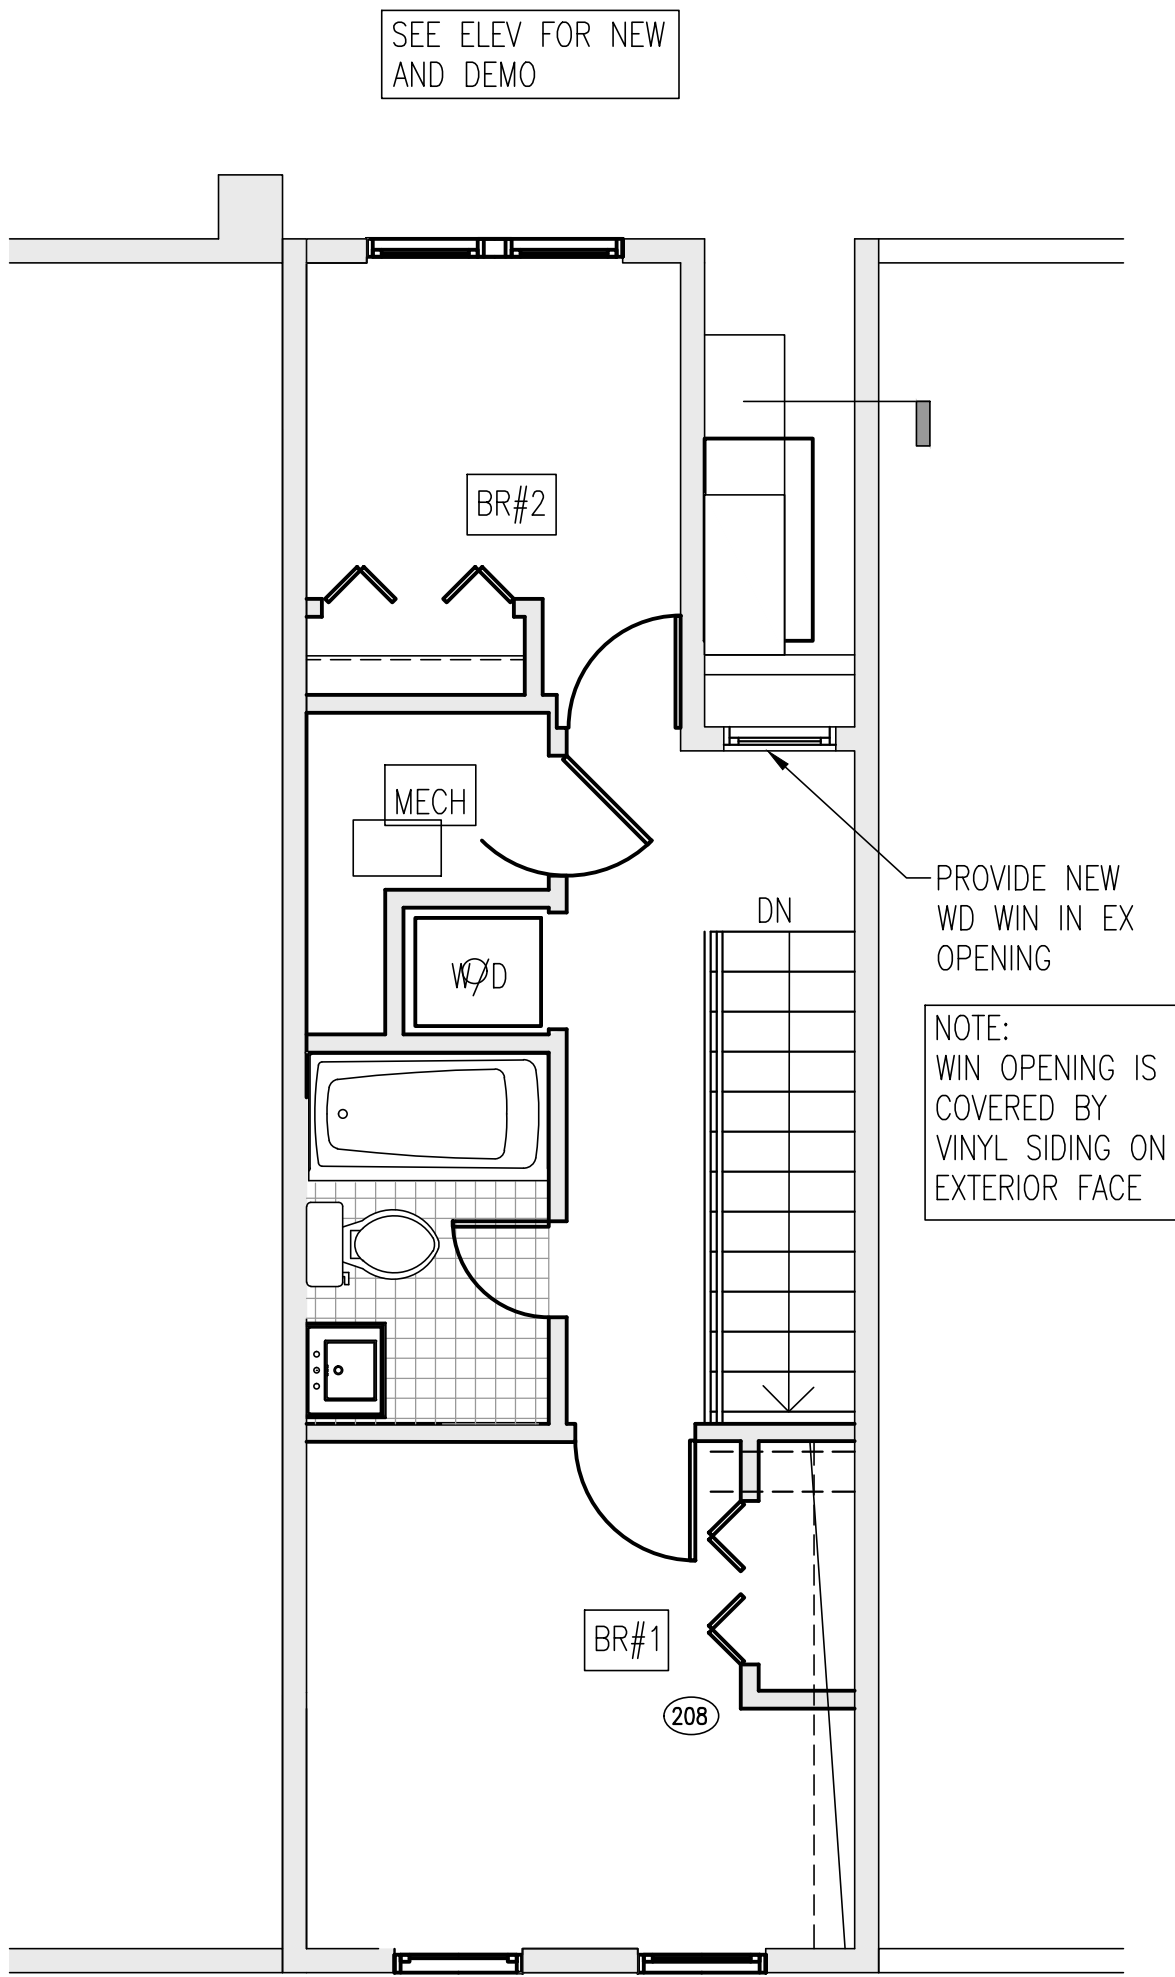 SEE ELEV FOR NEW
AND DEMO
BR#2
MECH
PROVIDE NEW
WD WIN IN EX
OPENING
DN
W/D
NOTE:
WIN OPENING IS
COVERED BY
VINYL SIDING ON
EXTERIOR FACE
BR#1
208